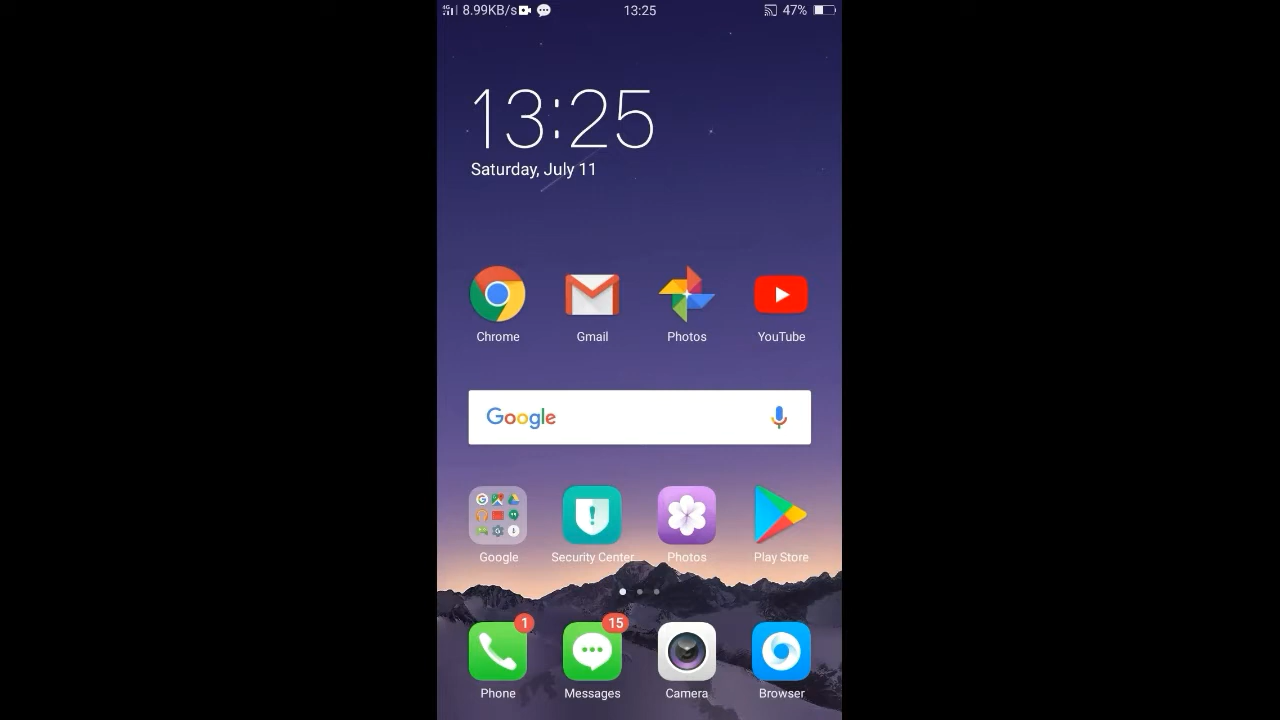 4G 8.99KB/s 13:25 47%
13:25
Saturday, July 11
Chrome Gmail Photos YouTube
Google
Google Security Center... Photos Play Store
1 15
Phone Messages Camera Browser